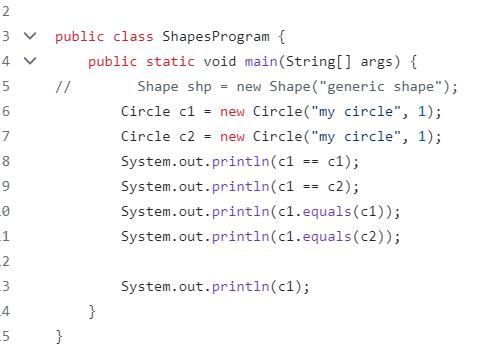 2
3 public class ShapesProgram {
4 public static void main(String[] args) {
5 // Shape shp = new Shape("generic shape");
6 Circle c1 = new Circle("my circle", 1);
7 Circle c2 = new Circle("my circle", 1);
8 System.out.println(c1 == c1);
9 System.out.println(c1 == c2);
0 System.out.println(c1.equals(c1));
1 System.out.println(c1.equals(c2));
2
3 System.out.println(c1);
4 }
5 }